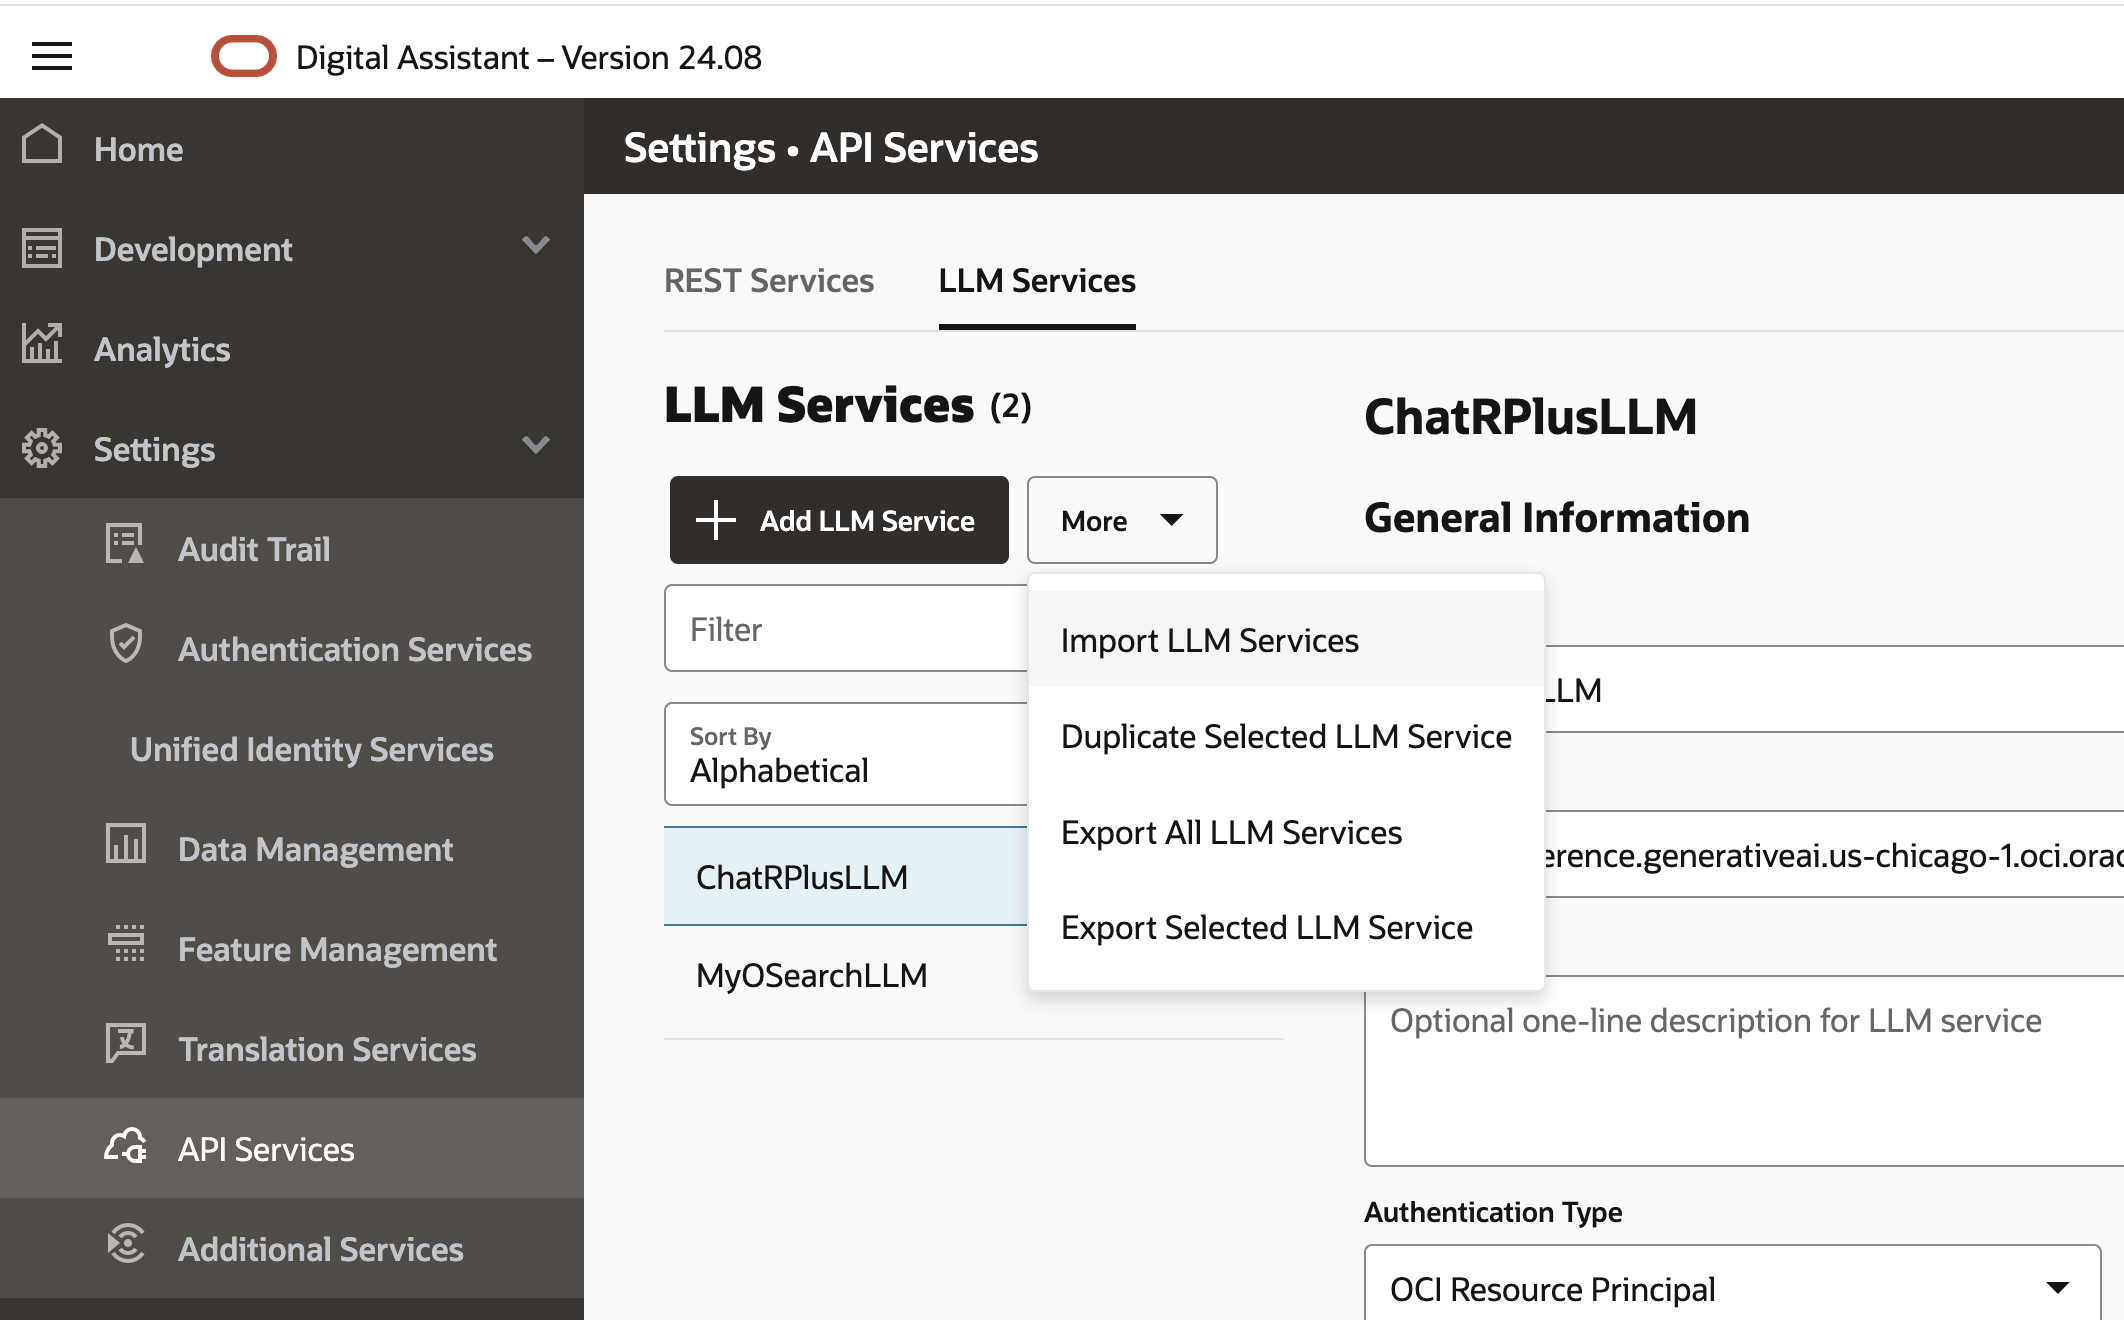 Digital Assistant – Version 24.08
Home
Development
Analytics
Settings
Audit Trail
Authentication Services
Unified Identity Services
Data Management
Feature Management
Translation Services
API Services
Additional Services
Settings • API Services
REST Services
LLM Services
LLM Services (2)
Add LLM Service
More
Filter
Sort By
Alphabetical
ChatRPlusLLM
MyOSearchLLM
Import LLM Services
Duplicate Selected LLM Service
Export All LLM Services
Export Selected LLM Service
ChatRPlusLLM
General Information
LLM
erence.generativeai.us-chicago-1.oci.orac
Optional one-line description for LLM service
Authentication Type
OCI Resource Principal